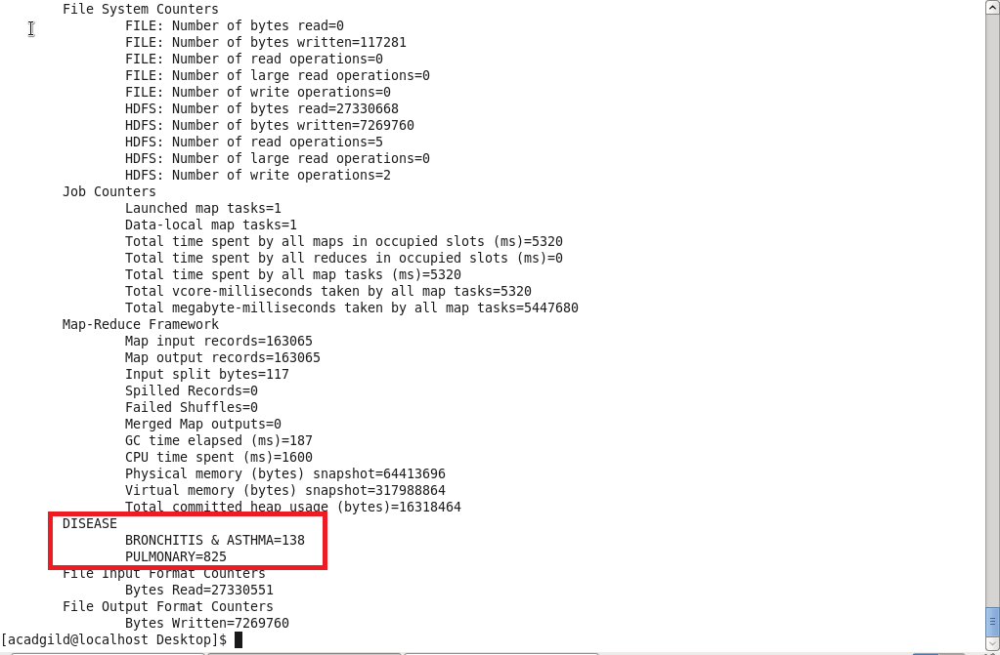 File System Counters
FILE: Number of bytes read=0
FILE: Number of bytes written=117281
FILE: Number of read operations=0
FILE: Number of large read operations=0
FILE: Number of write operations=0
HDFS: Number of bytes read=27330668
HDFS: Number of bytes written=7269760
HDFS: Number of read operations=5
HDFS: Number of large read operations=0
HDFS: Number of write operations=2
Job Counters
Launched map tasks=1
Data-local map tasks=1
Total time spent by all maps in occupied slots (ms)=5320
Total time spent by all reduces in occupied slots (ms)=0
Total time spent by all map tasks (ms)=5320
Total vcore-milliseconds taken by all map tasks=5320
Total megabyte-milliseconds taken by all map tasks=5447680
Map-Reduce Framework
Map input records=163065
Map output records=163065
Input split bytes=117
Spilled Records=0
Failed Shuffles=0
Merged Map outputs=0
GC time elapsed (ms)=187
CPU time spent (ms)=1600
Physical memory (bytes) snapshot=64413696
Virtual memory (bytes) snapshot=317988864
Total committed heap usage (bytes)=16318464
DISEASE
BRONCHITIS & ASTHMA=138
PULMONARY=825
File Input Format Counters
Bytes Read=27330551
File Output Format Counters
Bytes Written=7269760
[acadgild@localhost Desktop]$